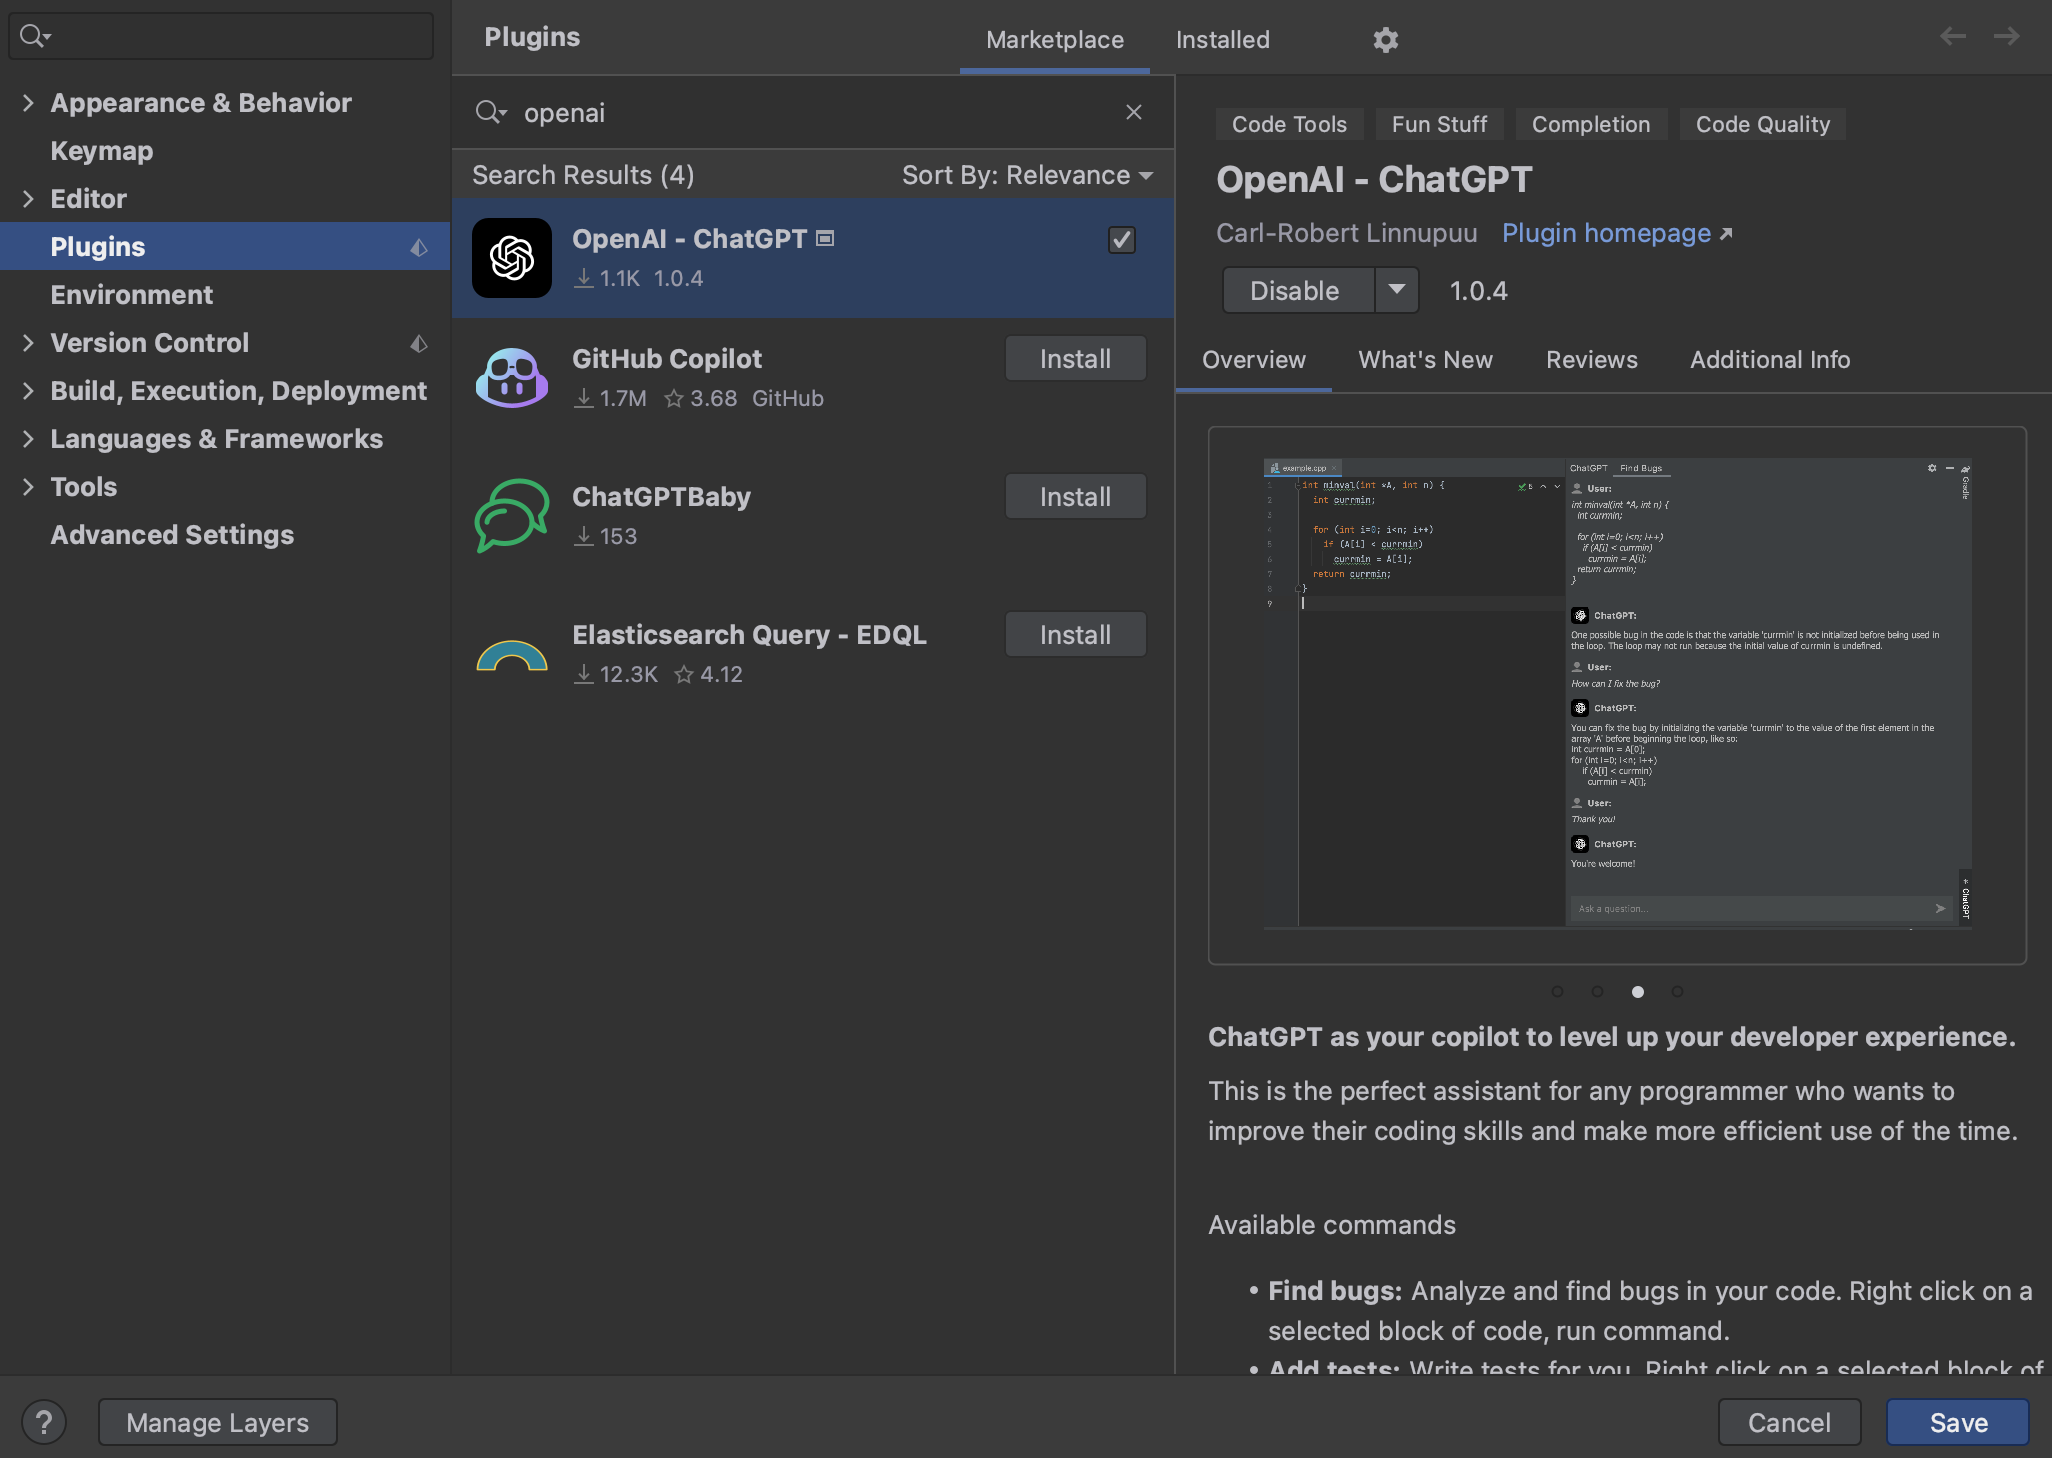 Plugins
Marketplace
Installed
Appearance & Behavior
Keymap
Editor
Plugins
Environment
Version Control
Build, Execution, Deployment
Languages & Frameworks
Tools
Advanced Settings
openai
Search Results (4)
Sort By: Relevance
OpenAI - ChatGPT
1.1K 1.0.4
GitHub Copilot
1.7M 3.68 GitHub
Install
ChatGPTBaby
153
Install
Elasticsearch Query - EDQL
12.3K 4.12
Install
Code Tools
Fun Stuff
Completion
Code Quality
OpenAI - ChatGPT
Carl-Robert Linnupuu Plugin homepage
Disable
1.0.4
Overview
What's New
Reviews
Additional Info
example.cpp
1 int minval(int *A, int n) {
2 int currmin;
3
4 for (int i=0; i<n; i++)
5 if (A[i] < currmin)
6 currmin = A[i];
7 return currmin;
8 }
9
5
ChatGPT Find Bugs
Gradle
User:
int minval(int *A, int n) {
int currmin;
for (int i=0; i<n; i++)
if (A[i] < currmin)
currmin = A[i];
return currmin;
}
ChatGPT:
One possible bug in the code is that the variable 'currmin' is not initialized before being used in
the loop. The loop may not run because the initial value of currmin is undefined.
User:
How can I fix the bug?
ChatGPT:
You can fix the bug by initializing the variable 'currmin' to the value of the first element in the
array 'A' before beginning the loop, like so:
int currmin = A[0];
for (int i=0; i<n; i++)
if (A[i] < currmin)
currmin = A[i];
User:
Thank you!
ChatGPT:
You're welcome!
Ask a question...
ChatGPT
ChatGPT as your copilot to level up your developer experience.
This is the perfect assistant for any programmer who wants to
improve their coding skills and make more efficient use of the time.
Available commands
• Find bugs: Analyze and find bugs in your code. Right click on a
selected block of code, run command.
• Add tests: Write tests for you. Right click on a selected block of
?
Manage Layers
Cancel
Save